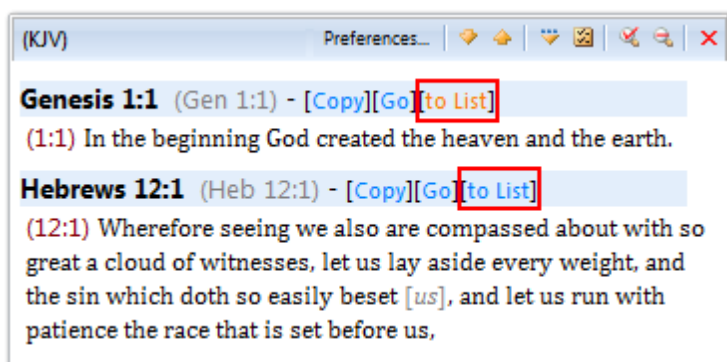 (KJV) Preferences...
Genesis 1:1 (Gen 1:1) - [Copy][Go][to List]
(1:1) In the beginning God created the heaven and the earth.
Hebrews 12:1 (Heb 12:1) - [Copy][Go][to List]
(12:1) Wherefore seeing we also are compassed about with so
great a cloud of witnesses, let us lay aside every weight, and
the sin which doth so easily beset [us], and let us run with
patience the race that is set before us,